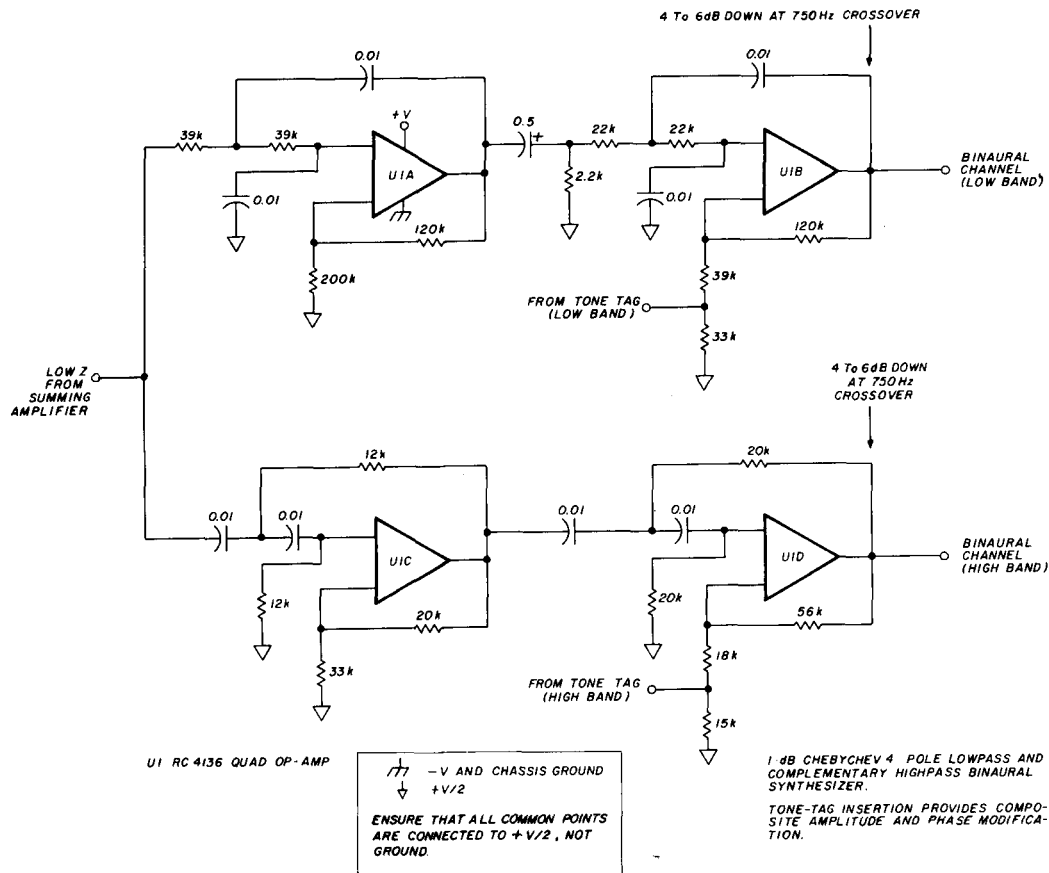 4 To 6dB DOWN AT 750Hz CROSSOVER
0.01
0.01
+V
0.5
+
39k
39k
22k
22k
U1A
U1B
BINAURAL
CHANNEL
(LOW BAND)
0.01
2.2k
0.01
120k
120k
200k
39k
FROM TONE TAG
(LOW BAND)
33k
LOW Z
FROM
SUMMING
AMPLIFIER
4 To 6dB DOWN
AT 750Hz
CROSSOVER
12k
20k
0.01
0.01
0.01
0.01
U1C
U1D
BINAURAL
CHANNEL
(HIGH BAND)
12k
20k
20k
56k
33k
18k
FROM TONE TAG
(HIGH BAND)
15k
U1 RC 4136 QUAD OP-AMP
-V AND CHASSIS GROUND
+V/2
ENSURE THAT ALL COMMON POINTS
ARE CONNECTED TO +V/2, NOT
GROUND.
1-dB CHEBYCHEV 4 POLE LOWPASS AND
COMPLEMENTARY HIGHPASS BINAURAL
SYNTHESIZER.
TONE-TAG INSERTION PROVIDES COMPO-
SITE AMPLITUDE AND PHASE MODIFICA-
TION.